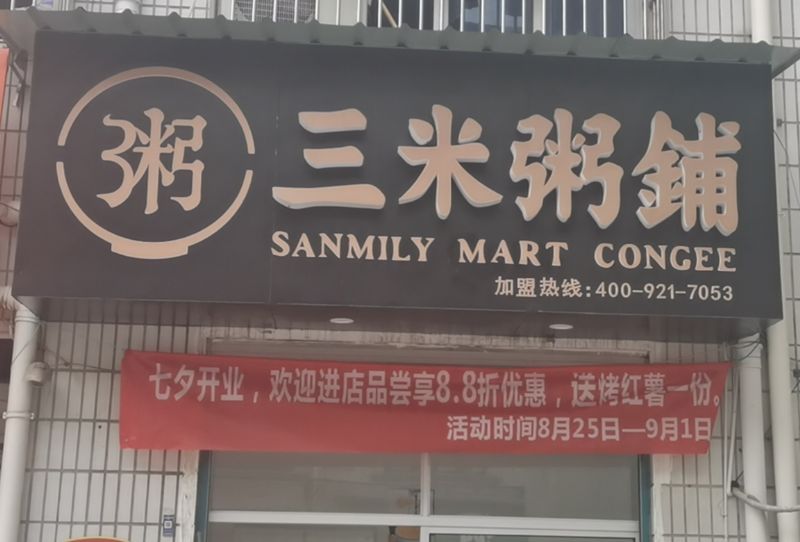 粥
三米粥鋪
SANMILY MART CONGEE
加盟热线:400-921-7053
七夕开业，欢迎进店品尝享8.8折优惠，送烤红薯一份。
活动时间8月25日—9月1日